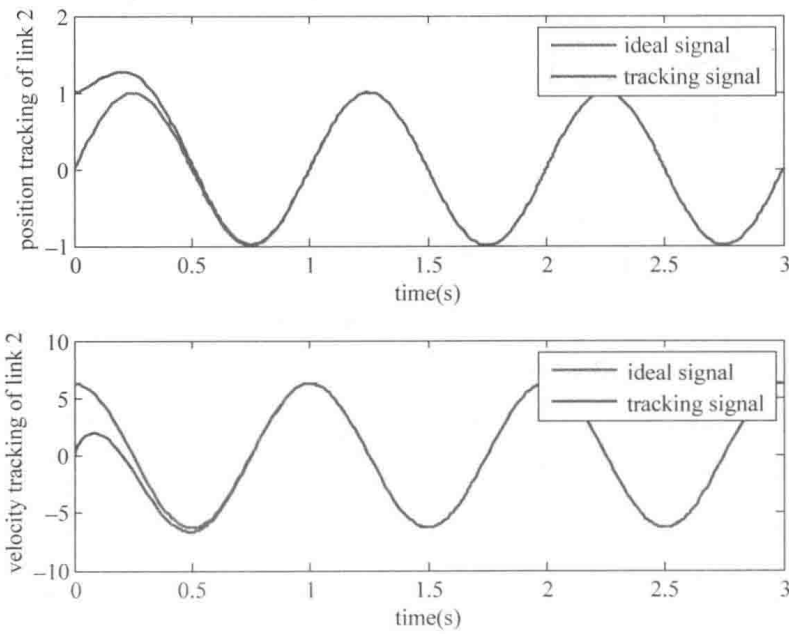 position tracking of link 2
2
1
0
−1
ideal signal
tracking signal
0
0.5
1
1.5
2
2.5
3
time(s)
velocity tracking of link 2
10
5
0
−5
−10
ideal signal
tracking signal
0
0.5
1
1.5
2
2.5
3
time(s)